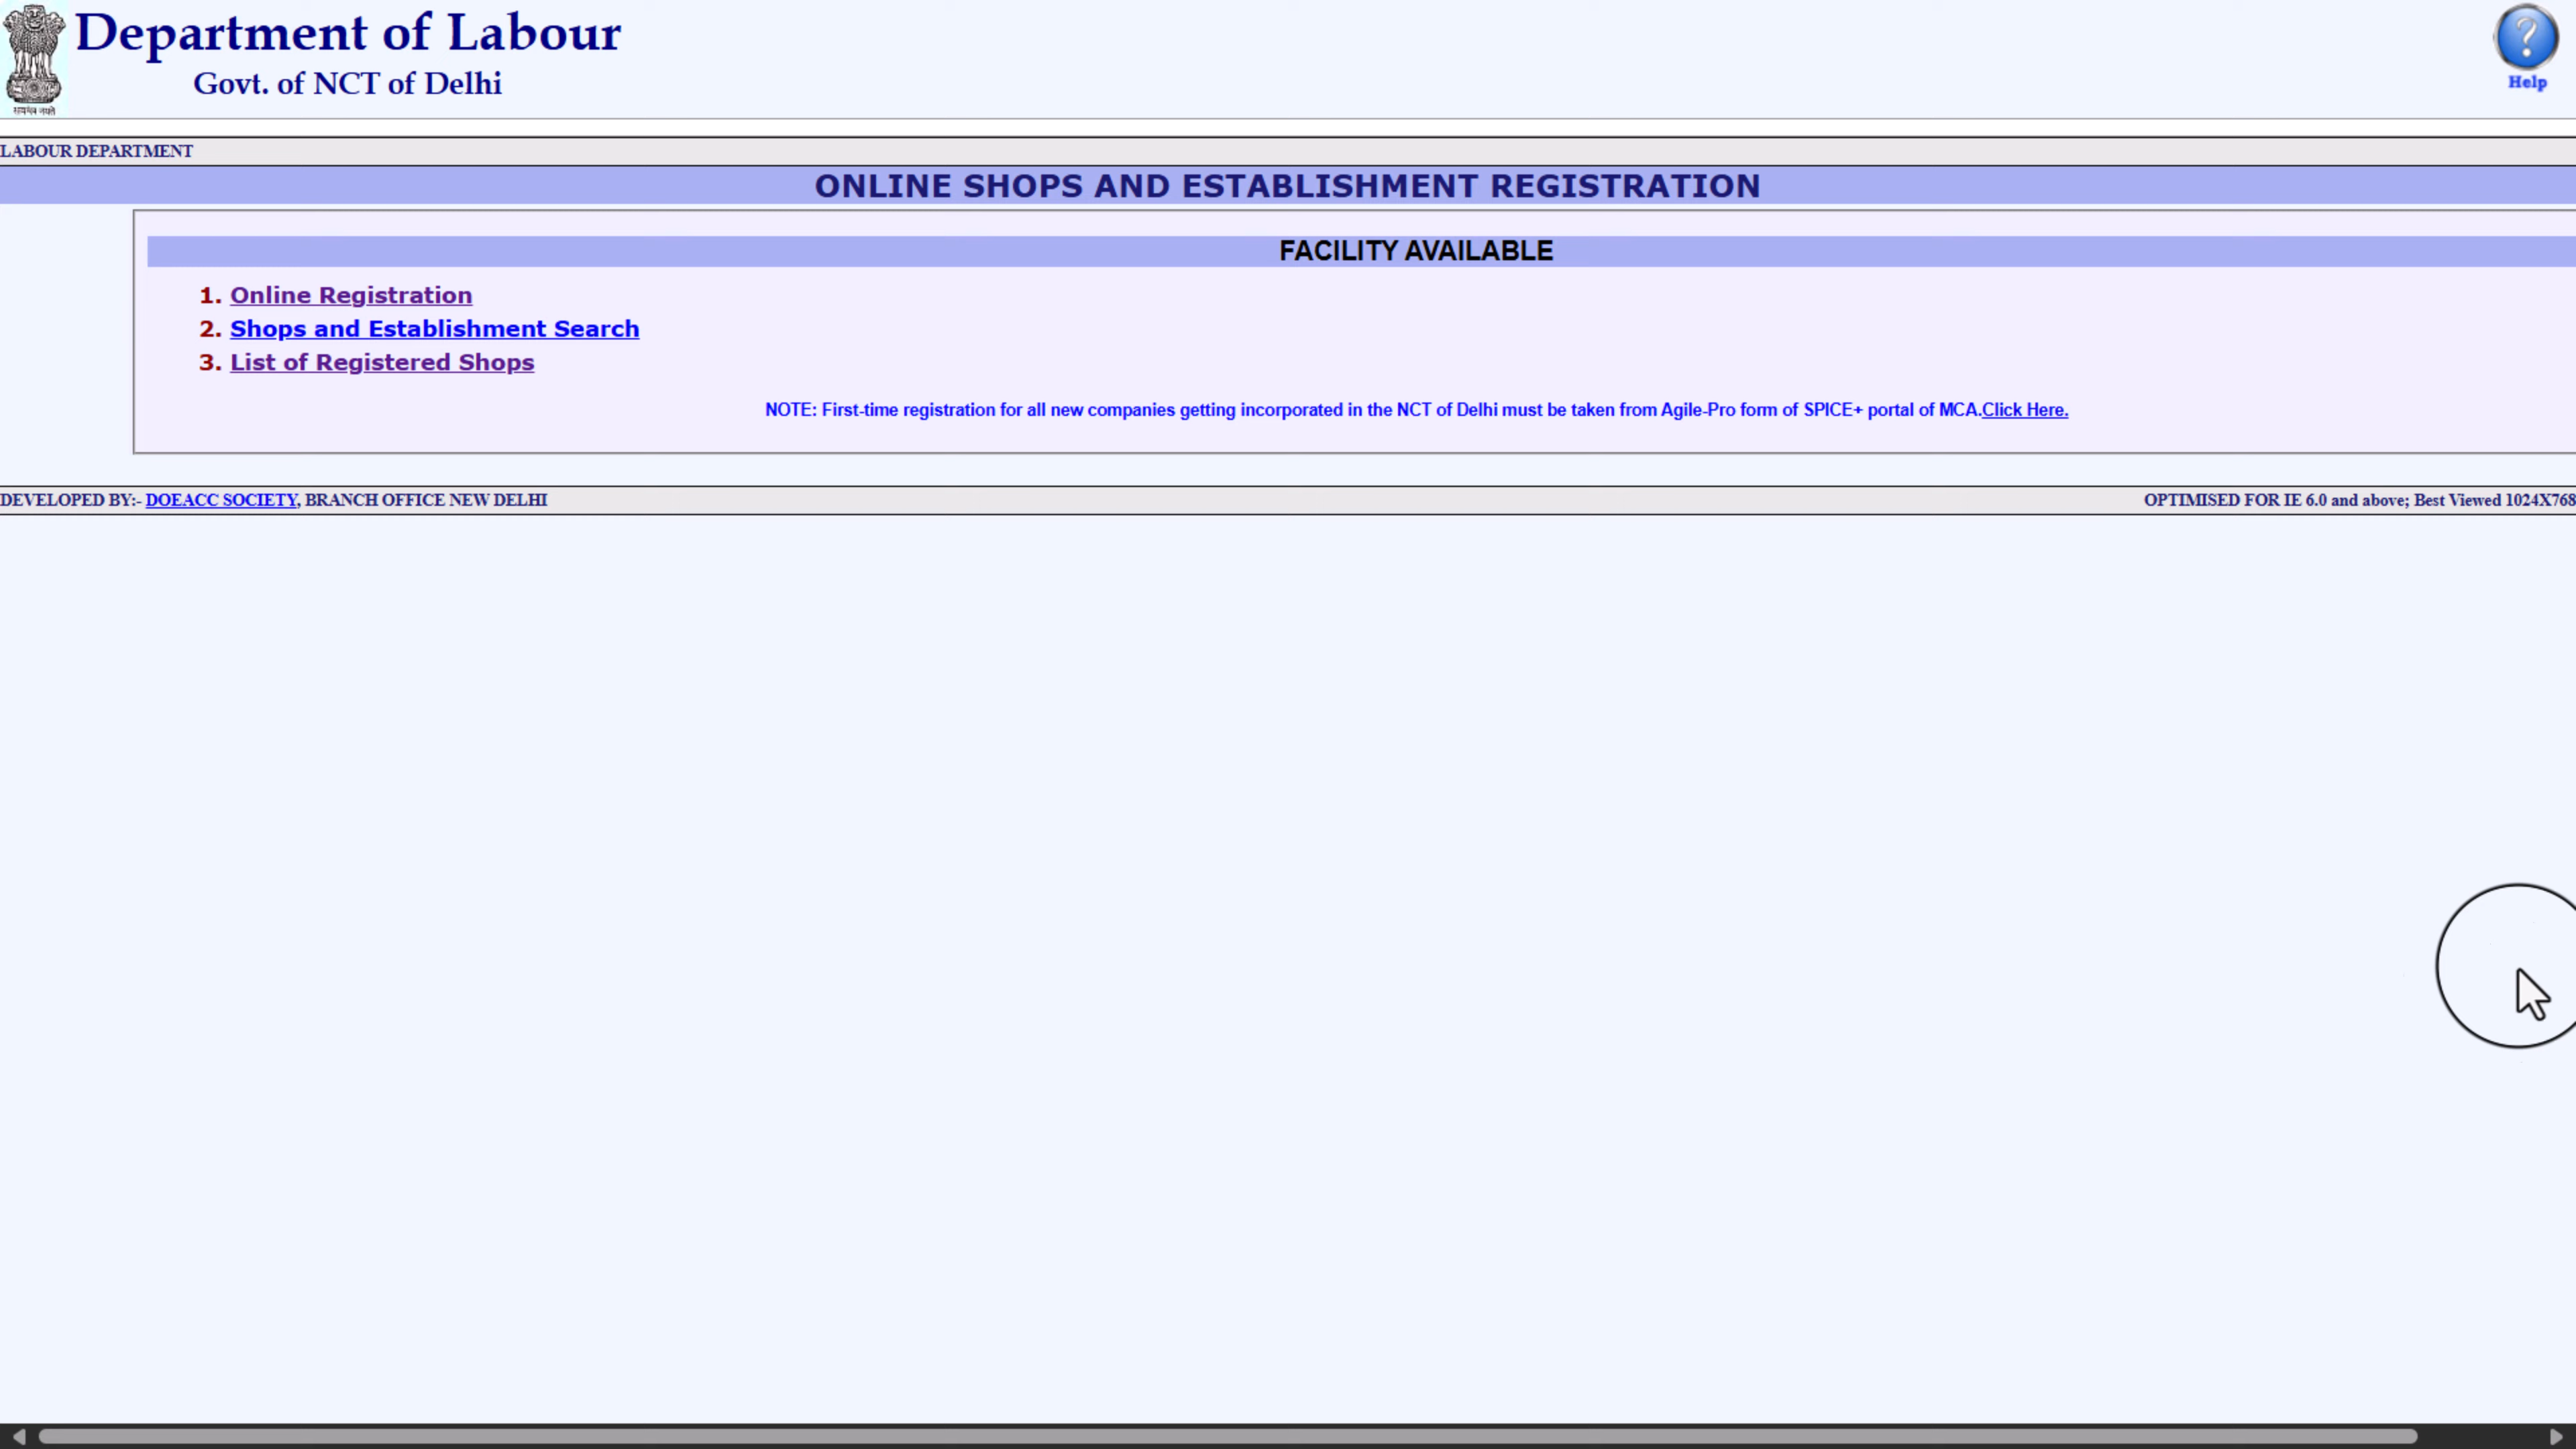 Department of Labour
Govt. of NCT of Delhi
सत्यमेव जयते
Help
LABOUR DEPARTMENT
ONLINE SHOPS AND ESTABLISHMENT REGISTRATION
FACILITY AVAILABLE
1. Online Registration
2. Shops and Establishment Search
3. List of Registered Shops
NOTE: First-time registration for all new companies getting incorporated in the NCT of Delhi must be taken from Agile-Pro form of SPICE+ portal of MCA.Click Here.
DEVELOPED BY:- DOEACC SOCIETY, BRANCH OFFICE NEW DELHI
OPTIMISED FOR IE 6.0 and above; Best Viewed 1024X768